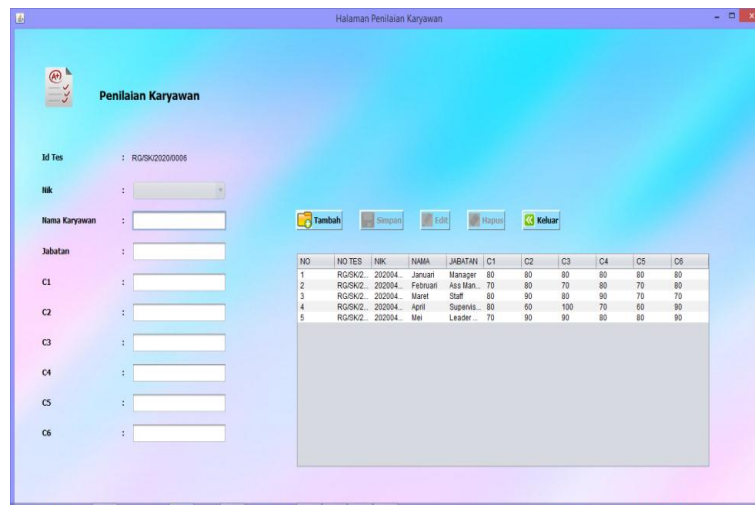 Halaman Penilaian Karyawan
A+
Penilaian Karyawan
Id Tes : RG/SK/2020/0006
Nik :
Nama Karyawan :
Jabatan :
C1 :
C2 :
C3 :
C4 :
C5 :
C6 :
Tambah Simpan Edit Hapus Keluar
NO NO TES NIK NAMA JABATAN C1 C2 C3 C4 C5 C6
1 RG/SK/2... 202004... Januari Manager 80 80 80 80 80 80
2 RG/SK/2... 202004... Februari Ass Man... 70 80 70 80 70 80
3 RG/SK/2... 202004... Maret Staff 80 90 80 90 70 70
4 RG/SK/2... 202004... April Supervis... 80 60 100 70 60 90
5 RG/SK/2... 202004... Mei Leader ... 70 90 90 80 80 90